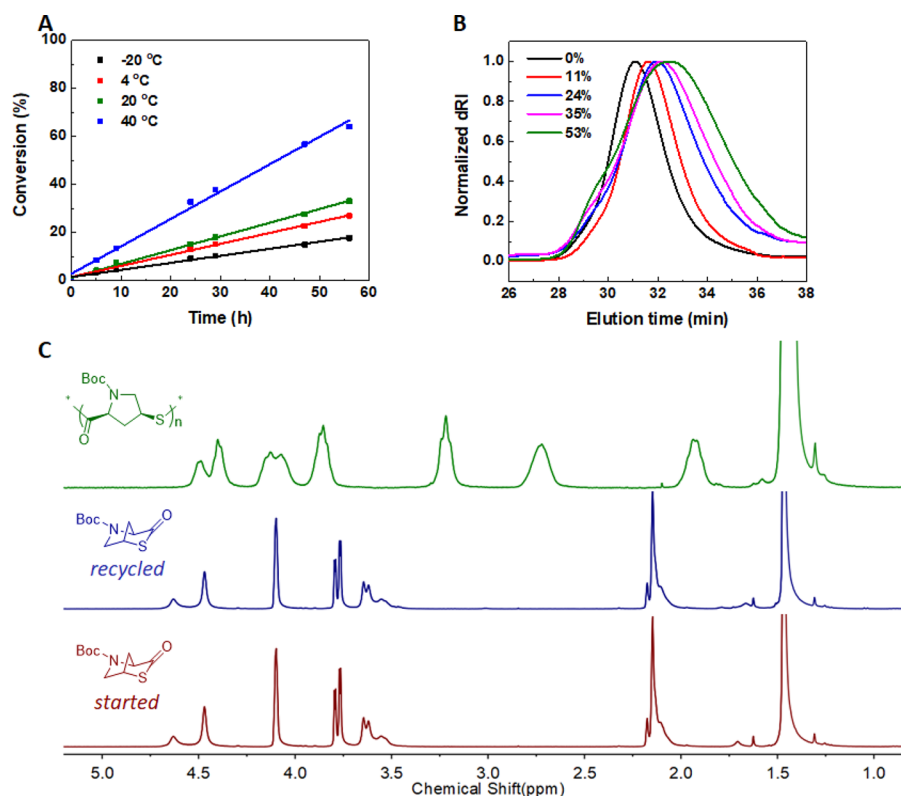 A
100
80
60
40
20
0
Conversion (%)
-20 °C
4 °C
20 °C
40 °C
0 10 20 30 40 50 60
Time (h)
B
1.0
0.8
0.6
0.4
0.2
0.0
Normalized dRI
0%
11%
24%
35%
53%
26 28 30 32 34 36 38
Elution time (min)
C
Boc
N
O
S
n
Boc
N
O
S
recycled
Boc
N
O
S
started
5.0 4.5 4.0 3.5 3.0 2.5 2.0 1.5 1.0
Chemical Shift(ppm)